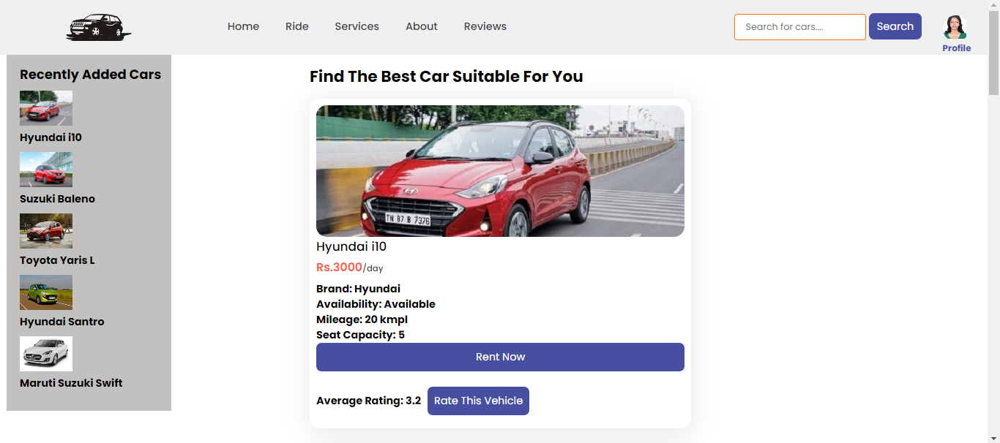 Home Ride Services About Reviews Search for cars.... Search
Profile
Recently Added Cars
Hyundai i10
Suzuki Baleno
Toyota Yaris L
Hyundai Santro
Maruti Suzuki Swift
Find The Best Car Suitable For You
TN 87 B 7376
Hyundai i10
Rs.3000/day
Brand: Hyundai
Availability: Available
Mileage: 20 kmpl
Seat Capacity: 5
Rent Now
Average Rating: 3.2 Rate This Vehicle